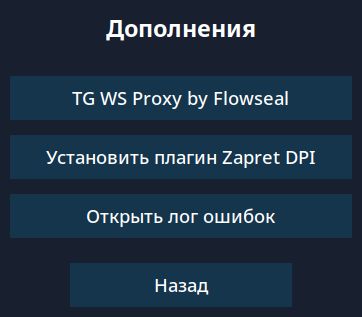 Дополнения
TG WS Proxy by Flowseal
Установить плагин Zapret DPI
Открыть лог ошибок
Назад